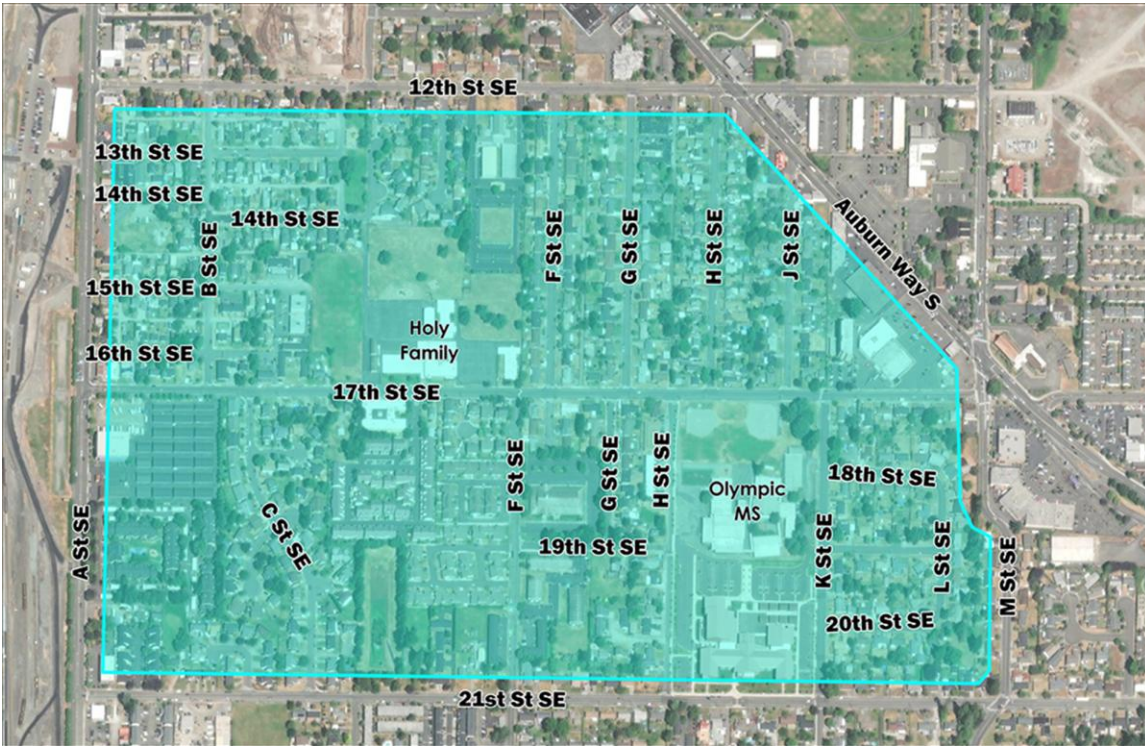 12th St SE
13th St SE
14th St SE
14th St SE
B St SE
F St SE
G St SE
H St SE
J St SE
Auburn Way S
15th St SE
Holy
Family
16th St SE
17th St SE
F St SE
G St SE
H St SE
18th St SE
Olympic
MS
A St SE
C St SE
19th St SE
K St SE
L St SE
M St SE
20th St SE
21st St SE